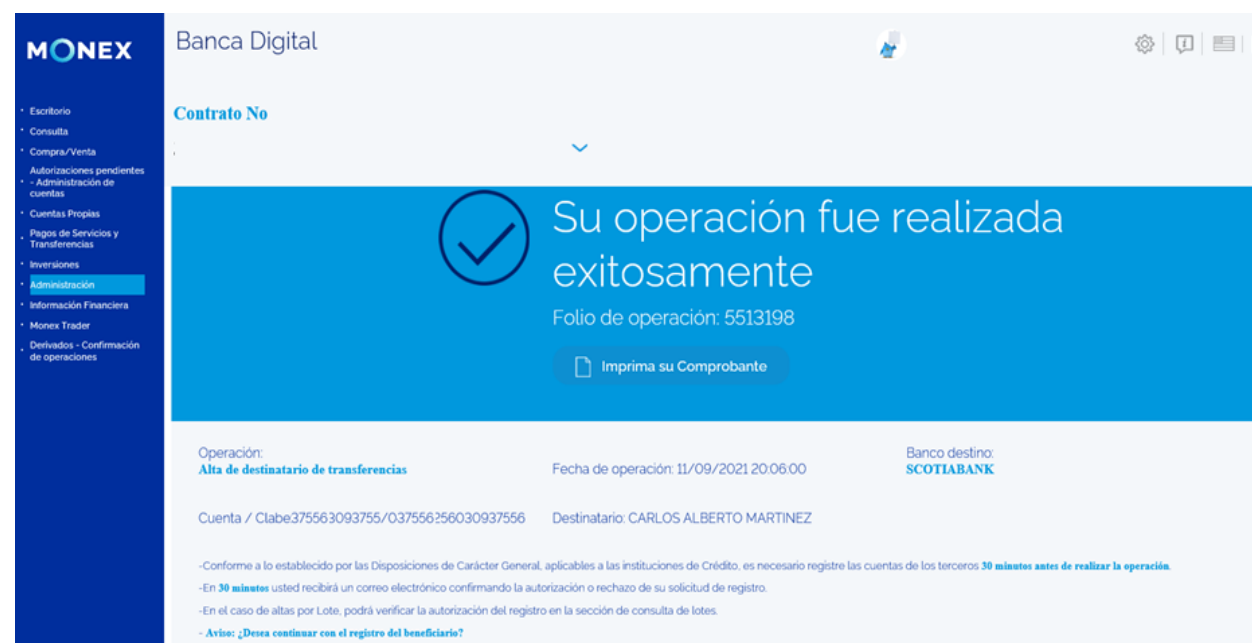 MONEX
Banca Digital
Escritorio
Consulta
Compra/Venta
Autorizaciones pendientes
- Administración de
cuentas
Cuentas Propias
Pagos de Servicios y
Transferencias
Inversiones
Administración
Información Financiera
Monex Trader
Derivados - Confirmación
de operaciones
Contrato No
Su operación fue realizada
exitosamente
Folio de operación: 5513198
Imprima su Comprobante
Operación:
Alta de destinatario de transferencias
Fecha de operación: 11/09/2021 20:06:00
Banco destino:
SCOTIABANK
Cuenta / Clabe375563093755/037556256030937556
Destinatario: CARLOS ALBERTO MARTINEZ
-Conforme a lo establecido por las Disposiciones de Carácter General, aplicables a las instituciones de Crédito, es necesario registre las cuentas de los terceros 30 minutos antes de realizar la operación.
-En 30 minutos usted recibirá un correo electrónico confirmando la autorización o rechazo de su solicitud de registro.
-En el caso de altas por Lote, podrá verificar la autorización del registro en la sección de consulta de lotes.
- Aviso: ¿Desea continuar con el registro del beneficiario?